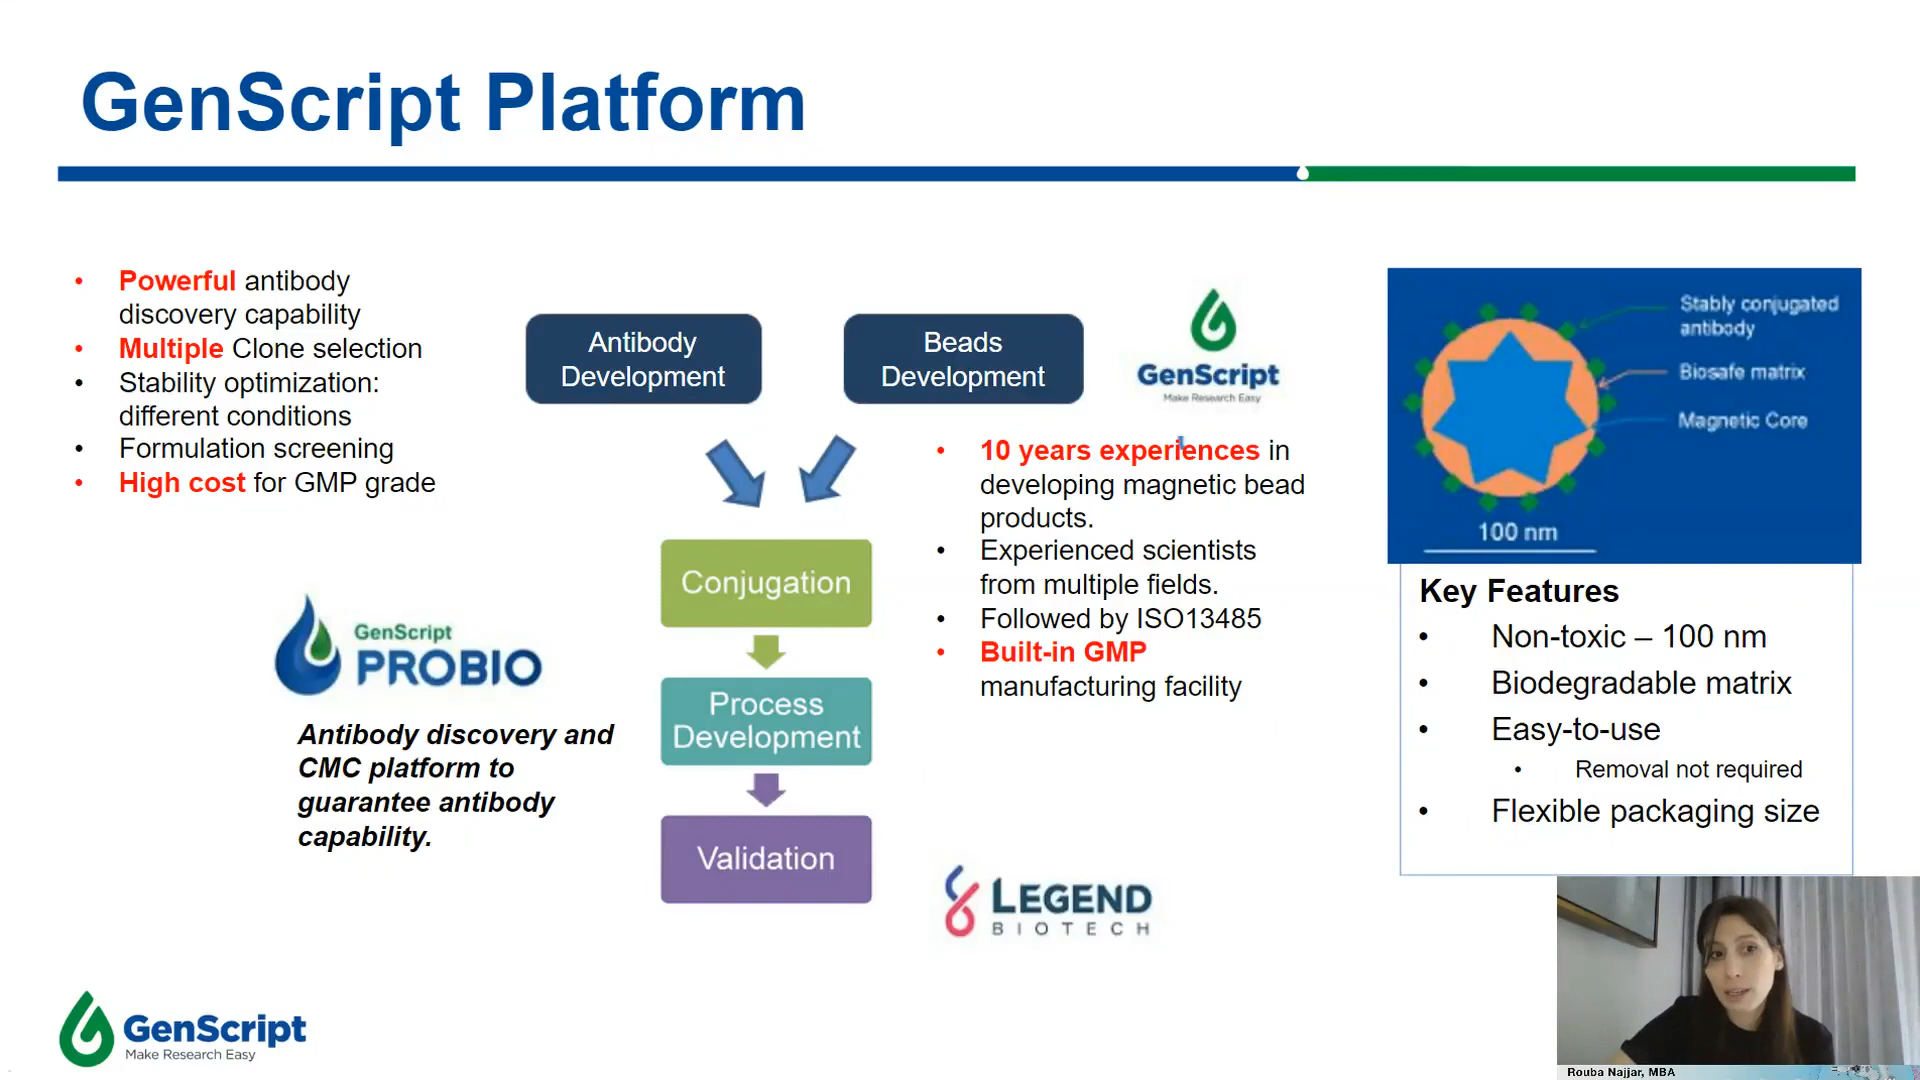 GenScript Platform
• Powerful antibody
discovery capability
• Multiple Clone selection
• Stability optimization:
different conditions
• Formulation screening
• High cost for GMP grade
GenScript
PROBIO
Antibody discovery and
CMC platform to
guarantee antibody
capability.
Antibody
Development
Beads
Development
Conjugation
Process
Development
Validation
GenScript
Make Research Easy
• 10 years experiences in
developing magnetic bead
products.
• Experienced scientists
from multiple fields.
• Followed by ISO13485
• Built-in GMP
manufacturing facility
LEGEND
BIOTECH
Stably conjugated
antibody
Biosafe matrix
Magnetic Core
100 nm
Key Features
• Non-toxic – 100 nm
• Biodegradable matrix
• Easy-to-use
• Removal not required
• Flexible packaging size
GenScript
Make Research Easy
Rouba Najjar, MBA